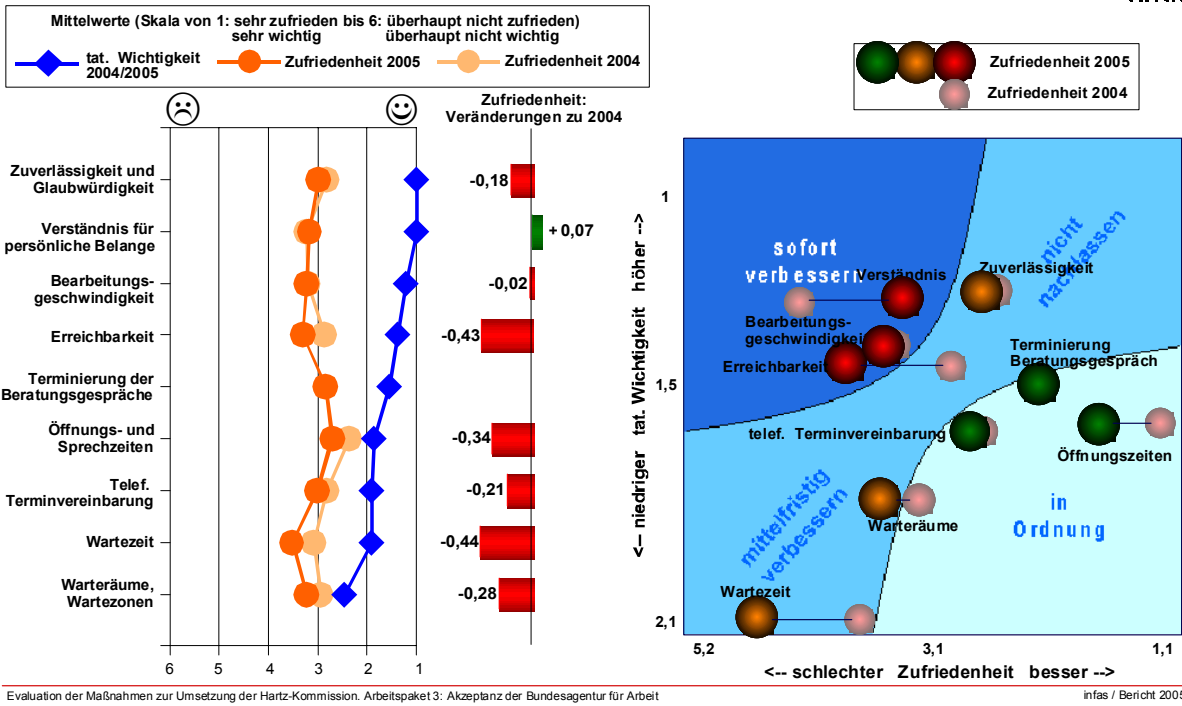 Mittelwerte (Skala von 1: sehr zufrieden bis 6: überhaupt nicht zufrieden)
sehr wichtig überhaupt nicht wichtig
tat. Wichtigkeit
2004/2005
Zufriedenheit 2005
Zufriedenheit 2004
Zufriedenheit:
Veränderungen zu 2004
Zuverlässigkeit und
Glaubwürdigkeit
-0,18
Verständnis für
persönliche Belange
+ 0,07
Bearbeitungs-
geschwindigkeit
-0,02
Erreichbarkeit
-0,43
Terminierung der
Beratungsgespräche
Öffnungs- und
Sprechzeiten
-0,34
Telef.
Terminvereinbarung
-0,21
Wartezeit
-0,44
Warteräume,
Wartezonen
-0,28
6 5 4 3 2 1
Zufriedenheit 2005
Zufriedenheit 2004
<-- niedriger tat. Wichtigkeit höher -->
1
1,5
2,1
sofort
verbessern
nicht
nachlassen
Verständnis
Zuverlässigkeit
Bearbeitungs-
geschwindigkeit
Erreichbarkeit
Terminierung
Beratungsgespräch
telef. Terminvereinbarung
Öffnungszeiten
mittelfristig
verbessern
Warteräume
in
Ordnung
Wartezeit
5,2 3,1 1,1
<-- schlechter Zufriedenheit besser -->
Evaluation der Maßnahmen zur Umsetzung der Hartz-Kommission. Arbeitspaket 3: Akzeptanz der Bundesagentur für Arbeit
infas / Bericht 2005